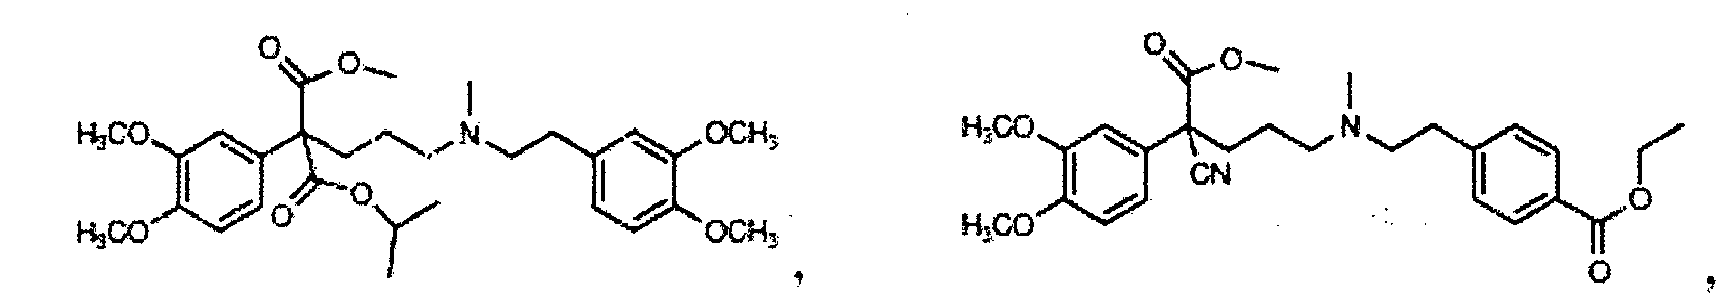 O O O O
H₃CO N OCH₃ H₃CO N
O CN
O O
H₃CO OCH₃ H₃CO
, O ,